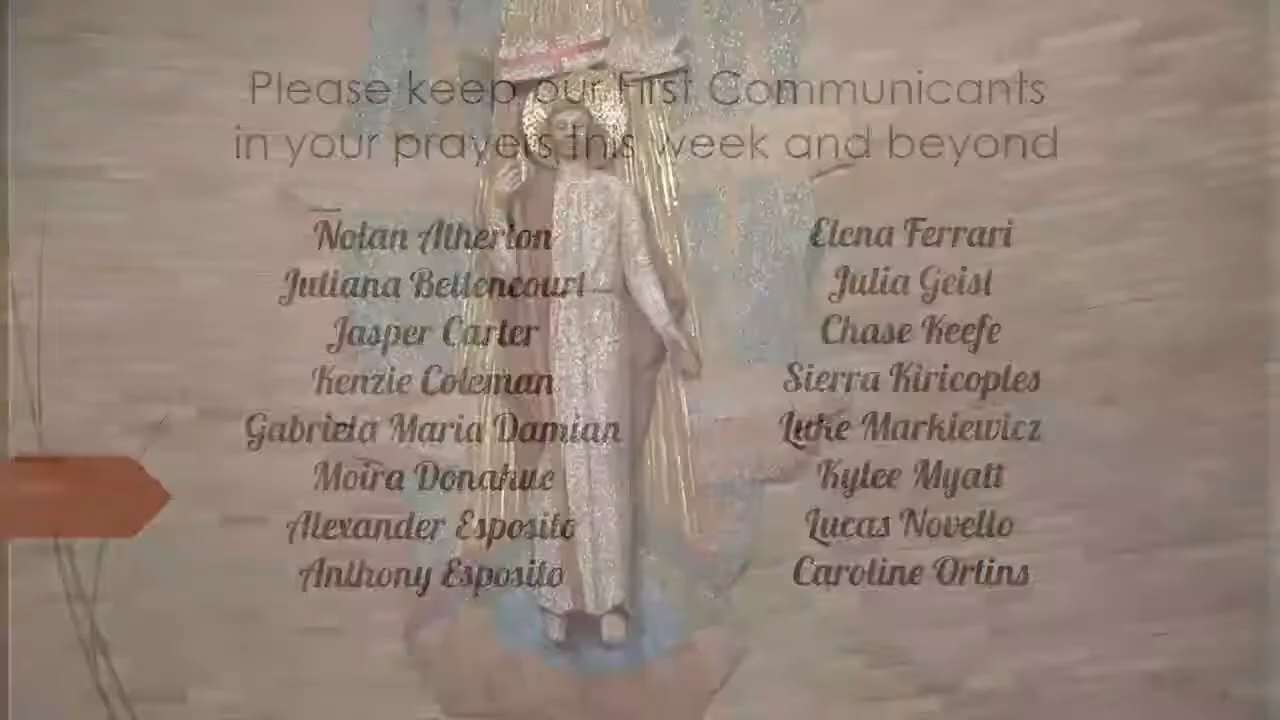 Please keep our First Communicants
in your prayers this week and beyond
Nolan Atherton
Juliana Bettencourt
Jasper Carter
Kenzie Coleman
Gabriela Maria Damian
Moira Donahue
Alexander Esposito
Anthony Esposito
Elena Ferrari
Julia Geist
Chase Keefe
Sierra Kiricoples
Luke Markiewicz
Kylee Myatt
Lucas Novello
Caroline Ortins